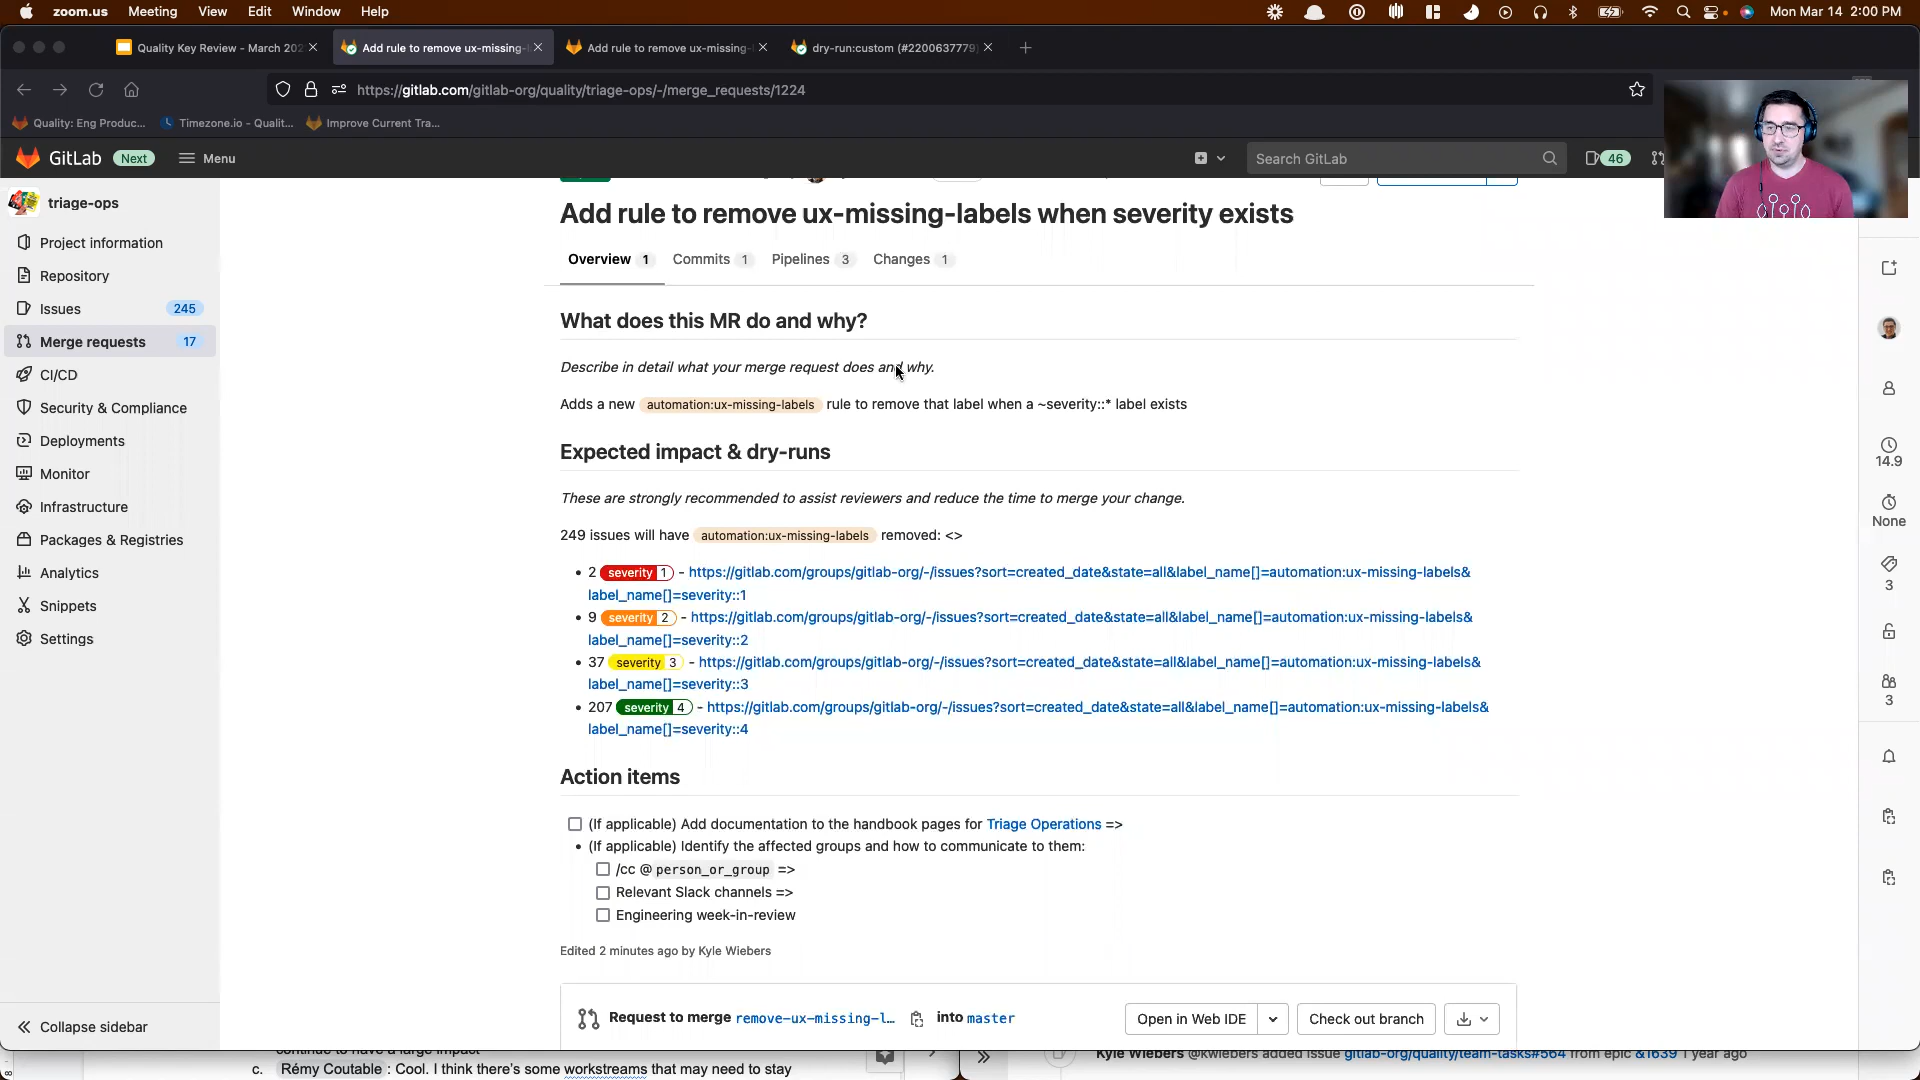 zoom.us Meeting View Edit Window Help
Mon Mar 14 2:00 PM
Quality Key Review - March 202
Add rule to remove ux-missing-
Add rule to remove ux-missing-
dry-run:custom (#2200637779)
https://gitlab.com/gitlab-org/quality/triage-ops/-/merge_requests/1224
Quality: Eng Produc...
Timezone.io - Qualit...
Improve Current Tra...
GitLab Next Menu
Search GitLab
46
triage-ops
Project information
Repository
Issues 245
Merge requests 17
CI/CD
Security & Compliance
Deployments
Monitor
Infrastructure
Packages & Registries
Analytics
Snippets
Settings
Collapse sidebar
Add rule to remove ux-missing-labels when severity exists
Overview 1 Commits 1 Pipelines 3 Changes 1
What does this MR do and why?
Describe in detail what your merge request does and why.
Adds a new automation:ux-missing-labels rule to remove that label when a ~severity::* label exists
Expected impact & dry-runs
These are strongly recommended to assist reviewers and reduce the time to merge your change.
249 issues will have automation:ux-missing-labels removed: <>
• 2 severity 1 - https://gitlab.com/groups/gitlab-org/-/issues?sort=created_date&state=all&label_name[]=automation:ux-missing-labels&
label_name[]=severity::1
• 9 severity 2 - https://gitlab.com/groups/gitlab-org/-/issues?sort=created_date&state=all&label_name[]=automation:ux-missing-labels&
label_name[]=severity::2
• 37 severity 3 - https://gitlab.com/groups/gitlab-org/-/issues?sort=created_date&state=all&label_name[]=automation:ux-missing-labels&
label_name[]=severity::3
• 207 severity 4 - https://gitlab.com/groups/gitlab-org/-/issues?sort=created_date&state=all&label_name[]=automation:ux-missing-labels&
label_name[]=severity::4
Action items
(If applicable) Add documentation to the handbook pages for Triage Operations =>
• (If applicable) Identify the affected groups and how to communicate to them:
/cc @ person_or_group =>
Relevant Slack channels =>
Engineering week-in-review
Edited 2 minutes ago by Kyle Wiebers
Request to merge remove-ux-missing-l... into master
Open in Web IDE
Check out branch
14.9
None
3
3
continue to have a large impact
c. Rémy Coutable : Cool. I think there's some workstreams that may need to stay
Kyle Wiebers @kwiebers added issue gitlab-org/quality/team-tasks#564 from epic &1639 1 year ago